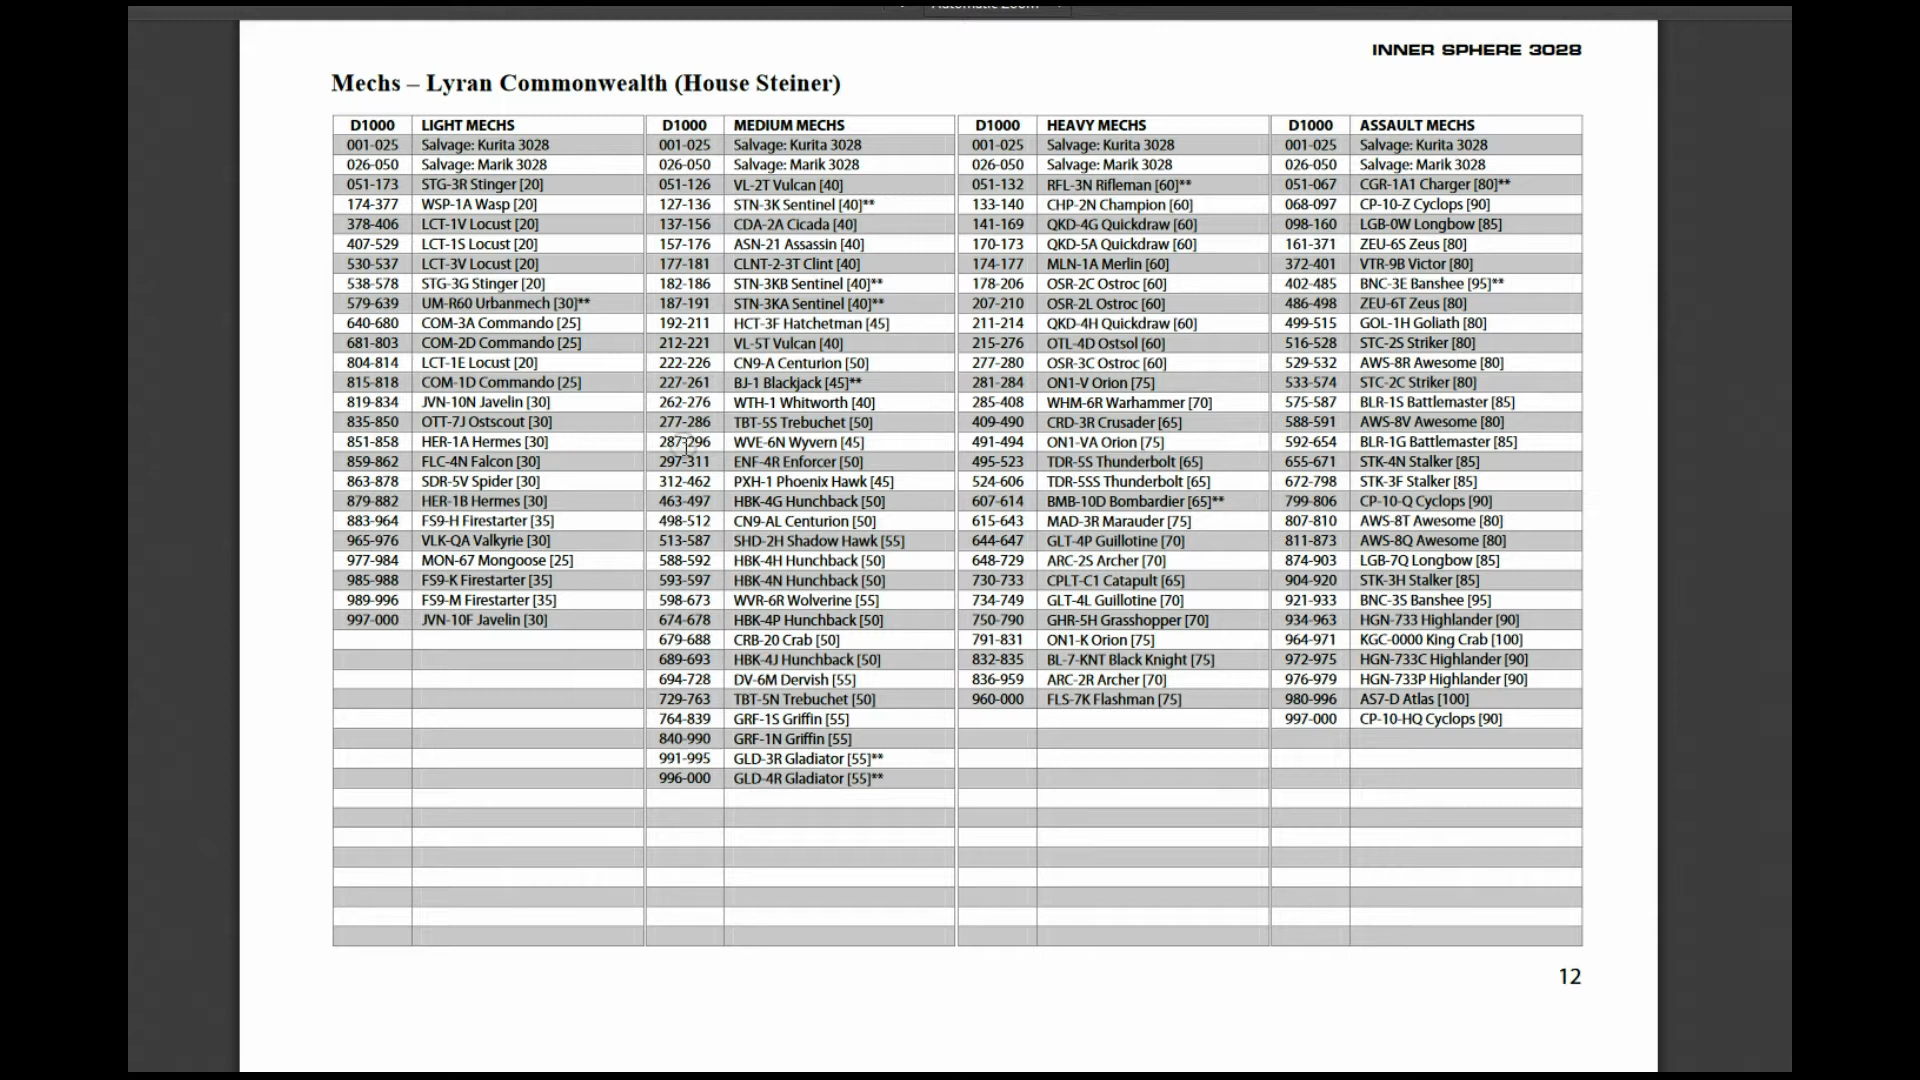 INNER SPHERE 3028
Mechs – Lyran Commonwealth (House Steiner)
D1000 LIGHT MECHS D1000 MEDIUM MECHS D1000 HEAVY MECHS D1000 ASSAULT MECHS
001-025 Salvage: Kurita 3028 001-025 Salvage: Kurita 3028 001-025 Salvage: Kurita 3028 001-025 Salvage: Kurita 3028
026-050 Salvage: Marik 3028 026-050 Salvage: Marik 3028 026-050 Salvage: Marik 3028 026-050 Salvage: Marik 3028
051-173 STG-3R Stinger [20] 051-126 VL-2T Vulcan [40] 051-132 RFL-3N Rifleman [60]** 051-067 CGR-1A1 Charger [80]**
174-377 WSP-1A Wasp [20] 127-136 STN-3K Sentinel [40]** 133-140 CHP-2N Champion [60] 068-097 CP-10-Z Cyclops [90]
378-406 LCT-1V Locust [20] 137-156 CDA-2A Cicada [40] 141-169 QKD-4G Quickdraw [60] 098-160 LGB-0W Longbow [85]
407-529 LCT-1S Locust [20] 157-176 ASN-21 Assassin [40] 170-173 QKD-5A Quickdraw [60] 161-371 ZEU-6S Zeus [80]
530-537 LCT-3V Locust [20] 177-181 CLNT-2-3T Clint [40] 174-177 MLN-1A Merlin [60] 372-401 VTR-9B Victor [80]
538-578 STG-3G Stinger [20] 182-186 STN-3KB Sentinel [40]** 178-206 OSR-2C Ostroc [60] 402-485 BNC-3E Banshee [95]**
579-639 UM-R60 Urbanmech [30]** 187-191 STN-3KA Sentinel [40]** 207-210 OSR-2L Ostroc [60] 486-498 ZEU-6T Zeus [80]
640-680 COM-3A Commando [25] 192-211 HCT-3F Hatchetman [45] 211-214 QKD-4H Quickdraw [60] 499-515 GOL-1H Goliath [80]
681-803 COM-2D Commando [25] 212-221 VL-5T Vulcan [40] 215-276 OTL-4D Ostsol [60] 516-528 STC-2S Striker [80]
804-814 LCT-1E Locust [20] 222-226 CN9-A Centurion [50] 277-280 OSR-3C Ostroc [60] 529-532 AWS-8R Awesome [80]
815-818 COM-1D Commando [25] 227-261 BJ-1 Blackjack [45]** 281-284 ON1-V Orion [75] 533-574 STC-2C Striker [80]
819-834 JVN-10N Javelin [30] 262-276 WTH-1 Whitworth [40] 285-408 WHM-6R Warhammer [70] 575-587 BLR-1S Battlemaster [85]
835-850 OTT-7J Ostscout [30] 277-286 TBT-5S Trebuchet [50] 409-490 CRD-3R Crusader [65] 588-591 AWS-8V Awesome [80]
851-858 HER-1A Hermes [30] 287-296 WVE-6N Wyvern [45] 491-494 ON1-VA Orion [75] 592-654 BLR-1G Battlemaster [85]
859-862 FLC-4N Falcon [30] 297-311 ENF-4R Enforcer [50] 495-523 TDR-5S Thunderbolt [65] 655-671 STK-4N Stalker [85]
863-878 SDR-5V Spider [30] 312-462 PXH-1 Phoenix Hawk [45] 524-606 TDR-5SS Thunderbolt [65] 672-798 STK-3F Stalker [85]
879-882 HER-1B Hermes [30] 463-497 HBK-4G Hunchback [50] 607-614 BMB-10D Bombardier [65]** 799-806 CP-10-Q Cyclops [90]
883-964 FS9-H Firestarter [35] 498-512 CN9-AL Centurion [50] 615-643 MAD-3R Marauder [75] 807-810 AWS-8T Awesome [80]
965-976 VLK-QA Valkyrie [30] 513-587 SHD-2H Shadow Hawk [55] 644-647 GLT-4P Guillotine [70] 811-873 AWS-8Q Awesome [80]
977-984 MON-67 Mongoose [25] 588-592 HBK-4H Hunchback [50] 648-729 ARC-2S Archer [70] 874-903 LGB-7Q Longbow [85]
985-988 FS9-K Firestarter [35] 593-597 HBK-4N Hunchback [50] 730-733 CPLT-C1 Catapult [65] 904-920 STK-3H Stalker [85]
989-996 FS9-M Firestarter [35] 598-673 WVR-6R Wolverine [55] 734-749 GLT-4L Guillotine [70] 921-933 BNC-3S Banshee [95]
997-000 JVN-10F Javelin [30] 674-678 HBK-4P Hunchback [50] 750-790 GHR-5H Grasshopper [70] 934-963 HGN-733 Highlander [90]
679-688 CRB-20 Crab [50] 791-831 ON1-K Orion [75] 964-971 KGC-0000 King Crab [100]
689-693 HBK-4J Hunchback [50] 832-835 BL-7-KNT Black Knight [75] 972-975 HGN-733C Highlander [90]
694-728 DV-6M Dervish [55] 836-959 ARC-2R Archer [70] 976-979 HGN-733P Highlander [90]
729-763 TBT-5N Trebuchet [50] 960-000 FLS-7K Flashman [75] 980-996 AS7-D Atlas [100]
764-839 GRF-1S Griffin [55] 997-000 CP-10-HQ Cyclops [90]
840-990 GRF-1N Griffin [55]
991-995 GLD-3R Gladiator [55]**
996-000 GLD-4R Gladiator [55]**
12